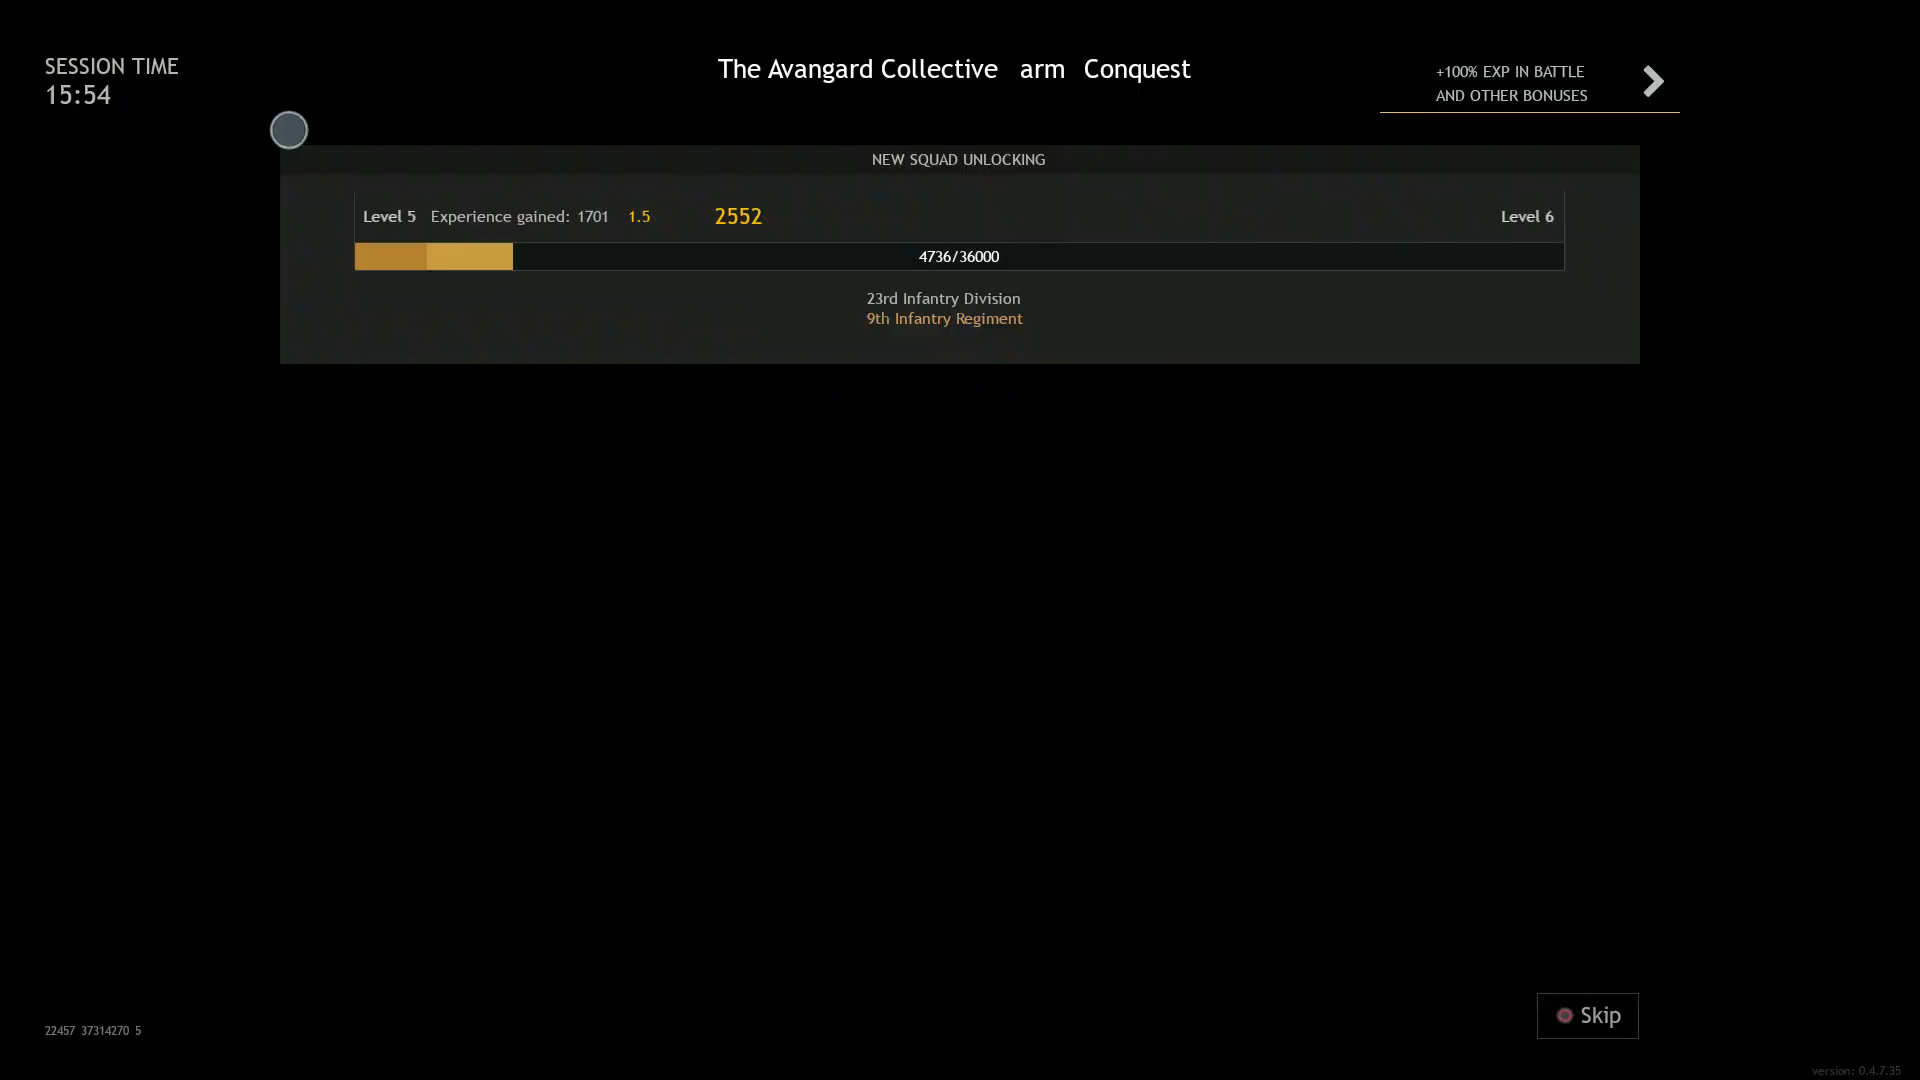 SESSION TIME
15:54
The Avangard Collective arm Conquest
+100% EXP IN BATTLE
AND OTHER BONUSES
NEW SQUAD UNLOCKING
Level 5 Experience gained: 1701 1.5 2552 Level 6
4736/36000
23rd Infantry Division
9th Infantry Regiment
Skip
22457 37314270 5
version: 0.4.7.35